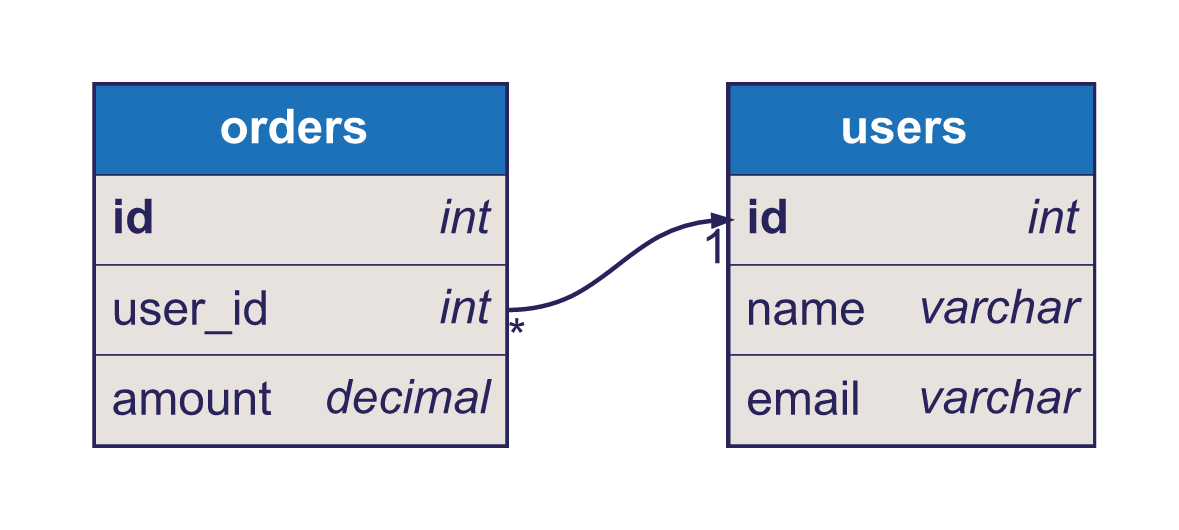 orders
id int
user_id int
amount decimal
* 1
users
id int
name varchar
email varchar